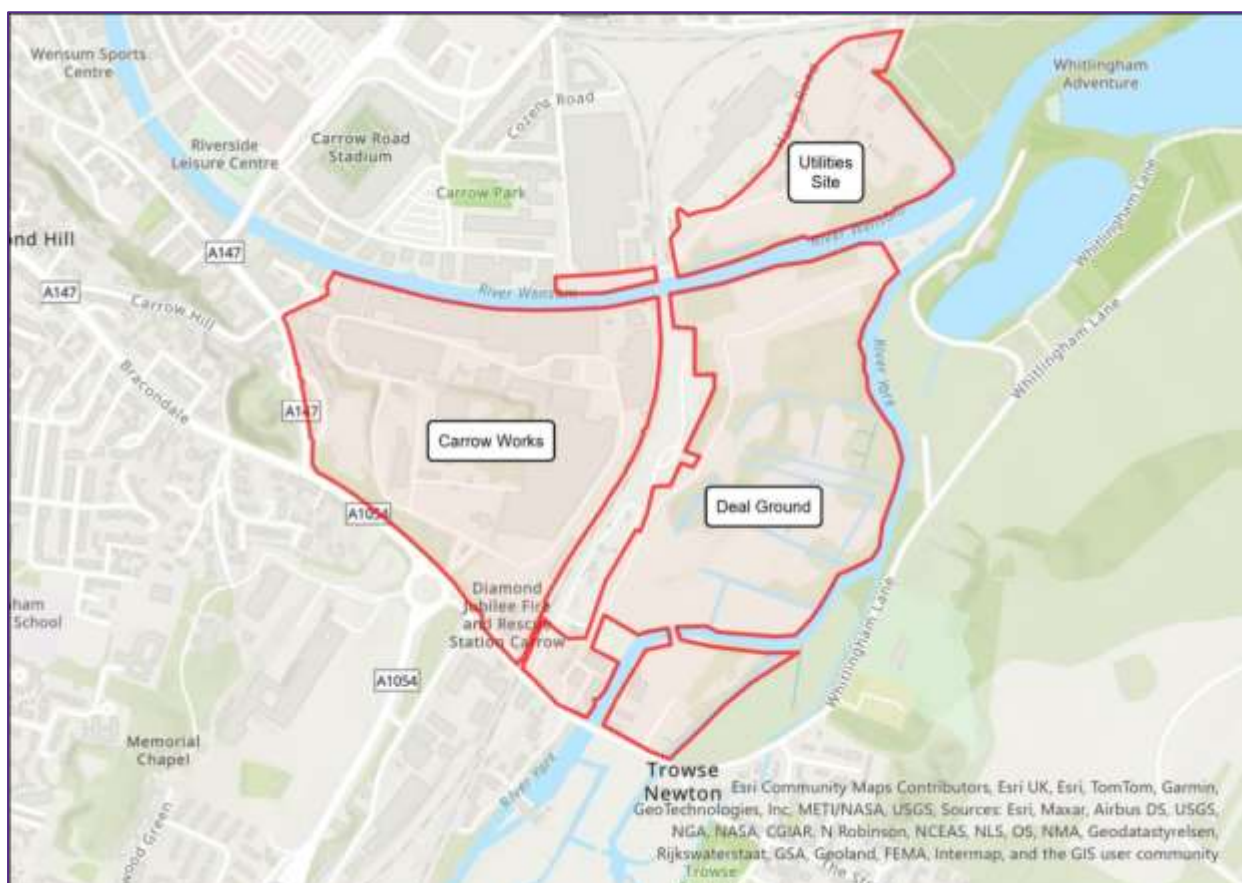 Wensum Sports
Centre
Whitlingham
Adventure
Riverside
Leisure Centre
Carrow Road
Stadium
Cozens Road
Carrow Park
Utilities
Site
River Wensum
Whitlingham Lane
Whitlingham Lane
A147
A147
Carrow Hill
Bracondale
River Wensum
A147
Carrow Works
River Yare
Deal Ground
A1054
Diamond
Jubilee Fire
and Rescue
Station Carrow
A1054
Whitlingham Lane
School
Memorial
Chapel
River Yare
Trowse
Newton
Esri Community Maps Contributors, Esri UK, Esri, TomTom, Garmin,
GeoTechnologies, Inc, METI/NASA, USGS, Sources: Esri, Maxar, Airbus DS, USGS,
NGA, NASA, CGIAR, N Robinson, NCEAS, NLS, OS, NMA, Geodatastyrelsen,
Rijkswaterstaat, GSA, Geoland, FEMA, Intermap, and the GIS user community
Trowse